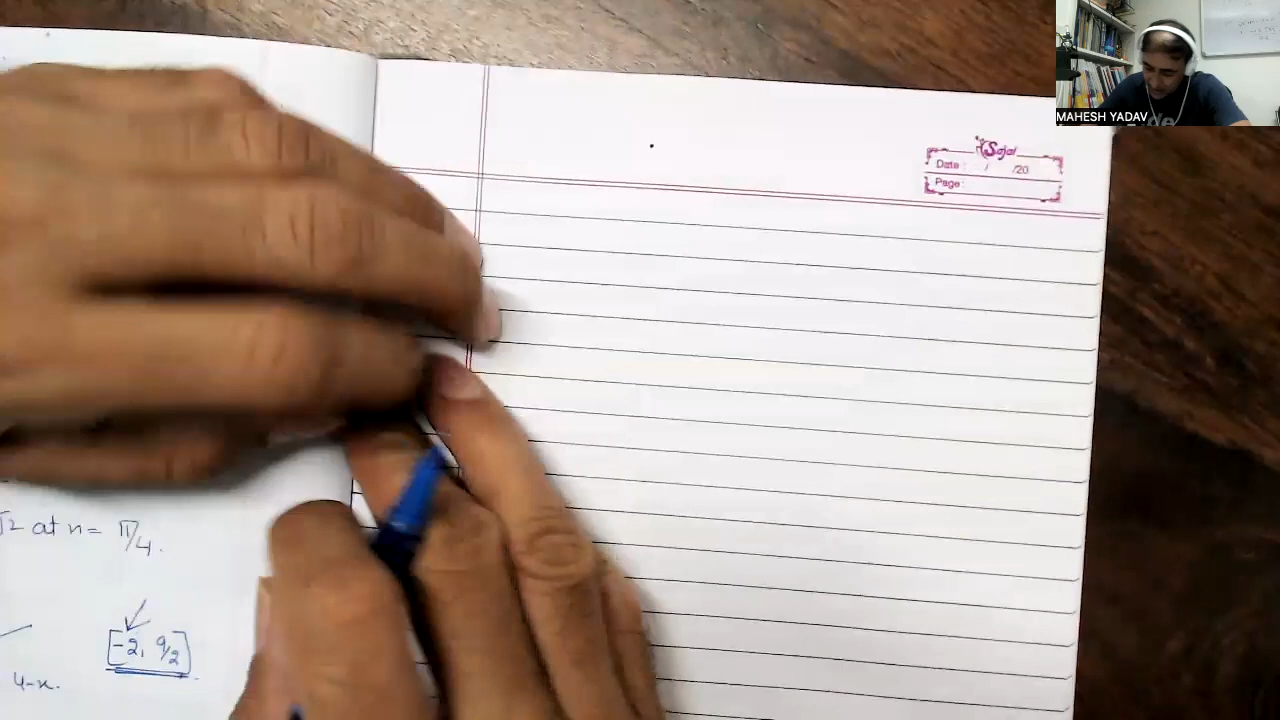 √2 at x = π/4.
[-2, 9/2]
4-x.
Sajal
Date : / /20
Page:
MAHESH YADAV